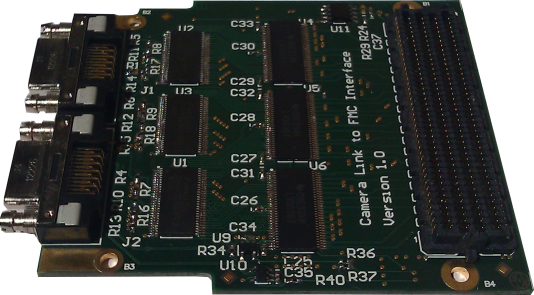 B2
C33
U4
U11
B1
U2
R8
R17
C30
R29
R24
C37
C29
C32
J1
U3
U5
R9
R18
R12
C28
C27
C31
U1
U6
R4
R7
R16
R13
C26
C34
J2
U9
R34
U10
C25
C35
R36
R40
R37
B3
B4
Camera Link to FMC Interface
Version 1.0